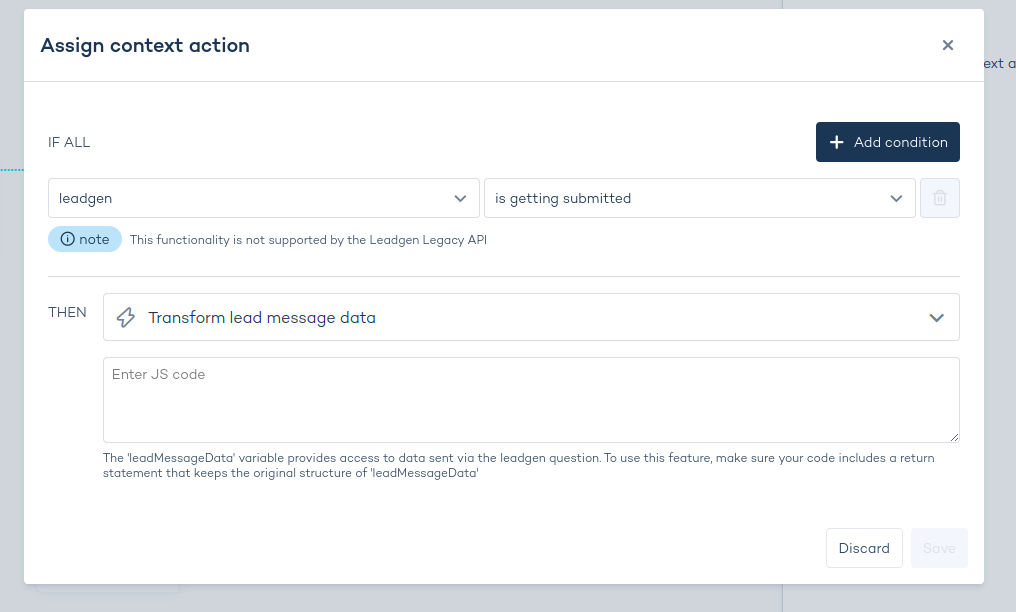 Assign context action
ext a
IF ALL
Add condition
leadgen
is getting submitted
note
This functionality is not supported by the Leadgen Legacy API
THEN
Transform lead message data
Enter JS code
The 'leadMessageData' variable provides access to data sent via the leadgen question. To use this feature, make sure your code includes a return
statement that keeps the original structure of 'leadMessageData'
Discard
Save